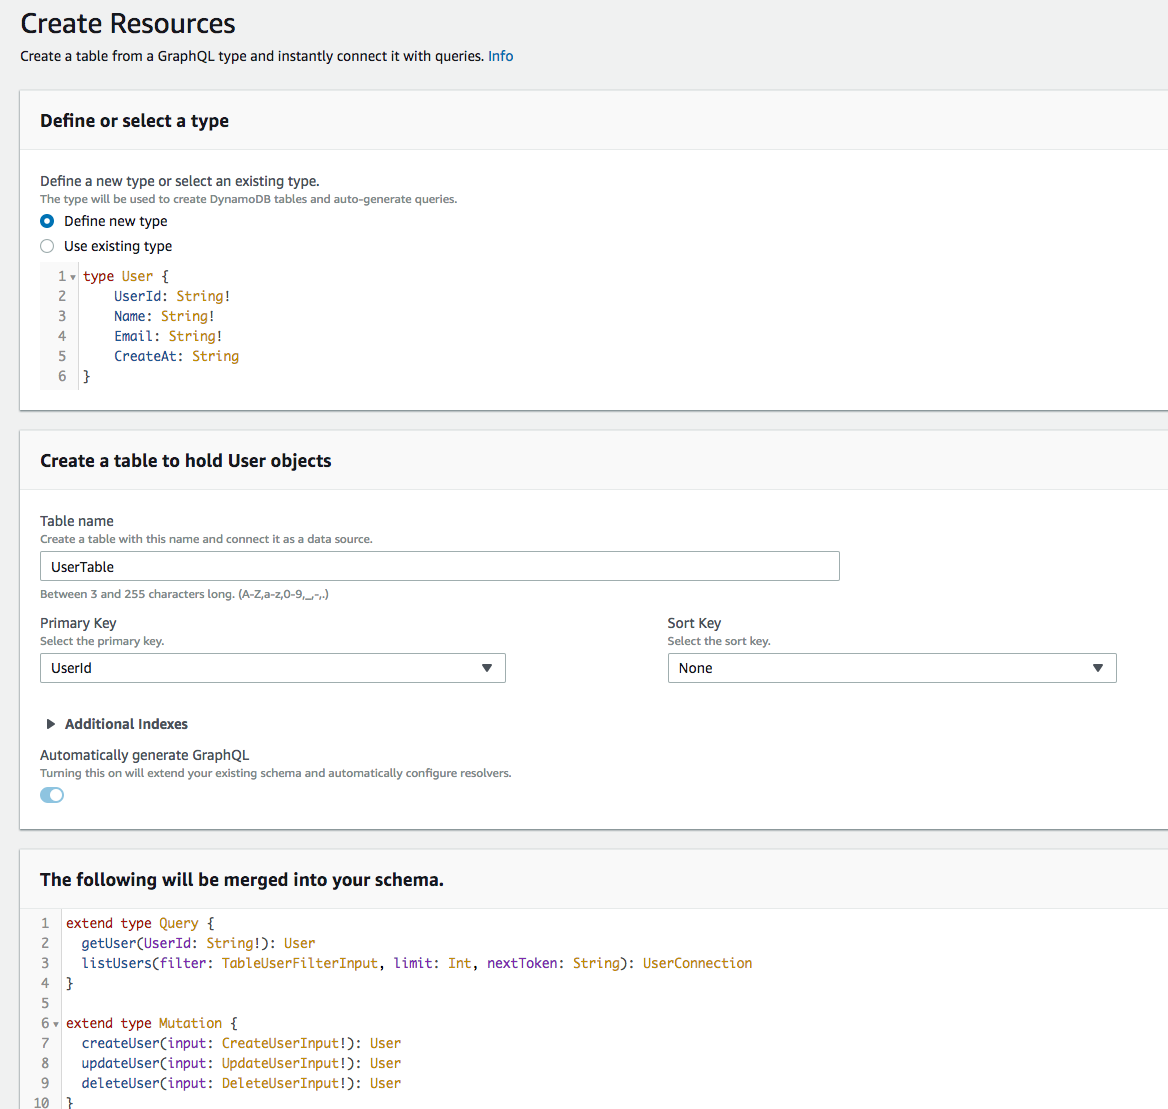 Create Resources
Create a table from a GraphQL type and instantly connect it with queries. Info
Define or select a type
Define a new type or select an existing type.
The type will be used to create DynamoDB tables and auto-generate queries.
Define new type
Use existing type
1 type User {
2     UserId: String!
3     Name: String!
4     Email: String!
5     CreateAt: String
6 }
Create a table to hold User objects
Table name
Create a table with this name and connect it as a data source.
UserTable
Between 3 and 255 characters long. (A-Z,a-z,0-9,_,-,.)
Primary Key
Select the primary key.
UserId
Sort Key
Select the sort key.
None
Additional Indexes
Automatically generate GraphQL
Turning this on will extend your existing schema and automatically configure resolvers.
The following will be merged into your schema.
1 extend type Query {
2   getUser(UserId: String!): User
3   listUsers(filter: TableUserFilterInput, limit: Int, nextToken: String): UserConnection
4 }
5
6 extend type Mutation {
7   createUser(input: CreateUserInput!): User
8   updateUser(input: UpdateUserInput!): User
9   deleteUser(input: DeleteUserInput!): User
10 }